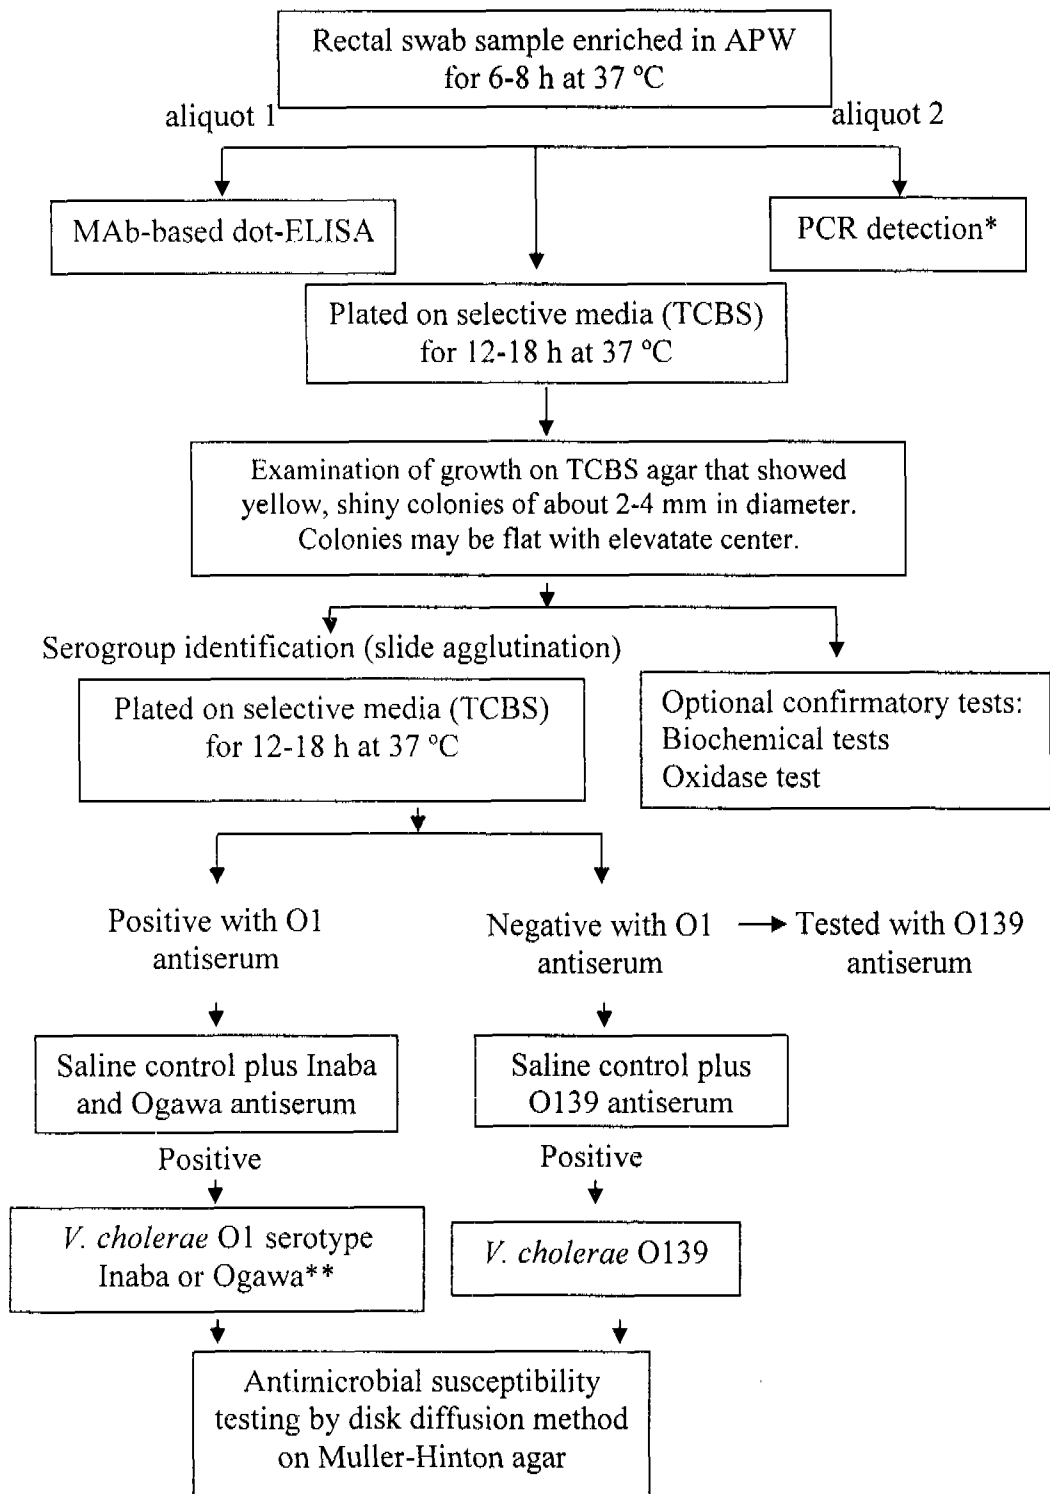 Rectal swab sample enriched in APW
for 6-8 h at 37 ºC
aliquot 1
aliquot 2
MAb-based dot-ELISA
PCR detection*
Plated on selective media (TCBS)
for 12-18 h at 37 ºC
Examination of growth on TCBS agar that showed
yellow, shiny colonies of about 2-4 mm in diameter.
Colonies may be flat with elevatate center.
Serogroup identification (slide agglutination)
Plated on selective media (TCBS)
for 12-18 h at 37 ºC
Optional confirmatory tests:
Biochemical tests
Oxidase test
Positive with O1
antiserum
Negative with O1
antiserum
Tested with O139
antiserum
Saline control plus Inaba
and Ogawa antiserum
Saline control plus
O139 antiserum
Positive
Positive
V. cholerae O1 serotype
Inaba or Ogawa**
V. cholerae O139
Antimicrobial susceptibility
testing by disk diffusion method
on Muller-Hinton agar